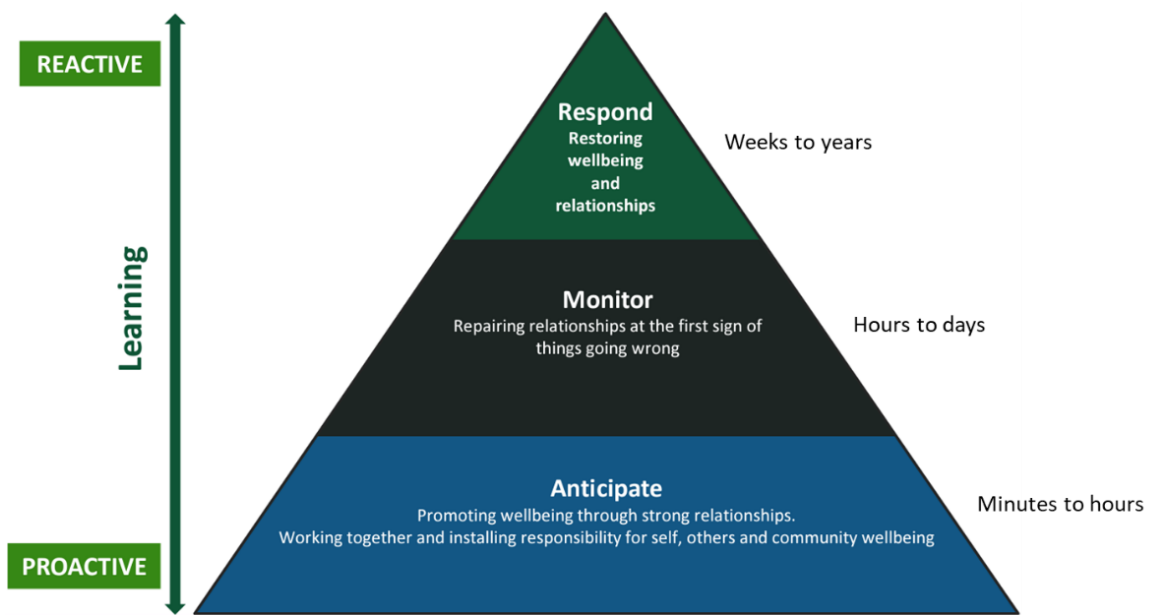 REACTIVE
Learning
PROACTIVE
Respond
Restoring
wellbeing
and
relationships
Weeks to years
Monitor
Repairing relationships at the first sign of
things going wrong
Hours to days
Anticipate
Promoting wellbeing through strong relationships.
Working together and installing responsibility for self, others and community wellbeing
Minutes to hours